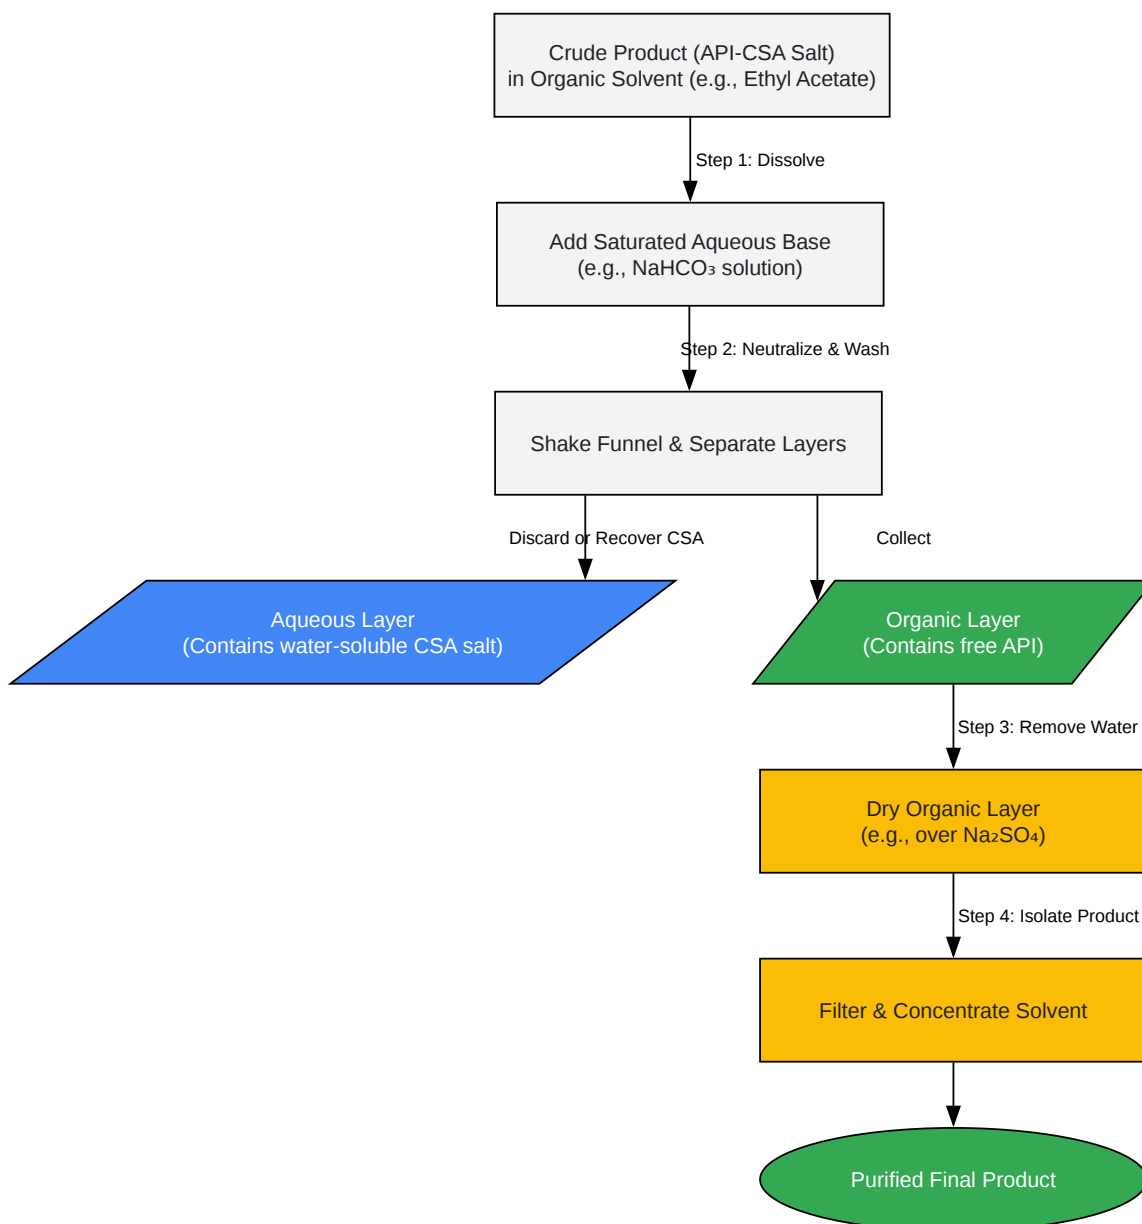 Crude Product (API-CSA Salt)
in Organic Solvent (e.g., Ethyl Acetate)
Step 1: Dissolve
Add Saturated Aqueous Base
(e.g., NaHCO₃ solution)
Step 2: Neutralize & Wash
Shake Funnel & Separate Layers
Discard or Recover CSA
Collect
Aqueous Layer
(Contains water-soluble CSA salt)
Organic Layer
(Contains free API)
Step 3: Remove Water
Dry Organic Layer
(e.g., over Na₂SO₄)
Step 4: Isolate Product
Filter & Concentrate Solvent
Purified Final Product